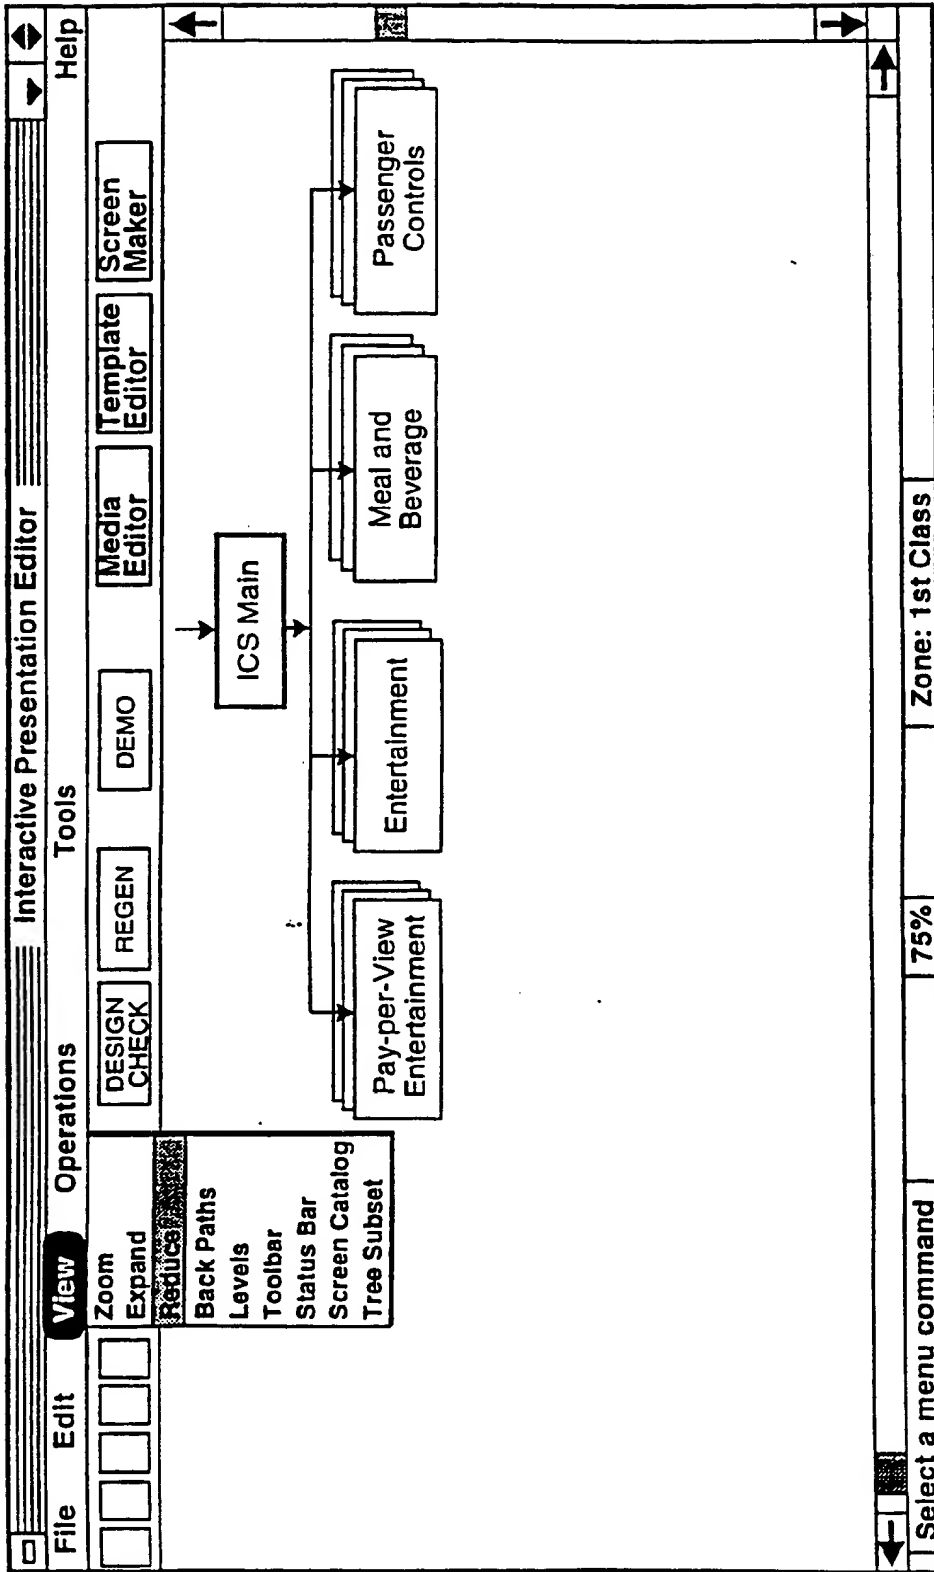 Interactive Presentation Editor
File Edit View Operations Tools Help
DESIGN
CHECK
REGEN
DEMO
Media
Editor
Template
Editor
Screen
Maker
Zoom
Expand
Reduce
Back Paths
Levels
Toolbar
Status Bar
Screen Catalog
Tree Subset
ICS Main
Pay-per-View
Entertainment
Entertainment
Meal and
Beverage
Passenger
Controls
Select a menu command
75%
Zone: 1st Class